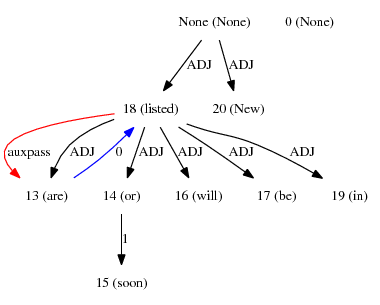 None (None) 0 (None)
ADJ ADJ
18 (listed) 20 (New)
auxpass ADJ 0 ADJ ADJ ADJ ADJ
13 (are) 14 (or) 16 (will) 17 (be) 19 (in)
1
15 (soon)